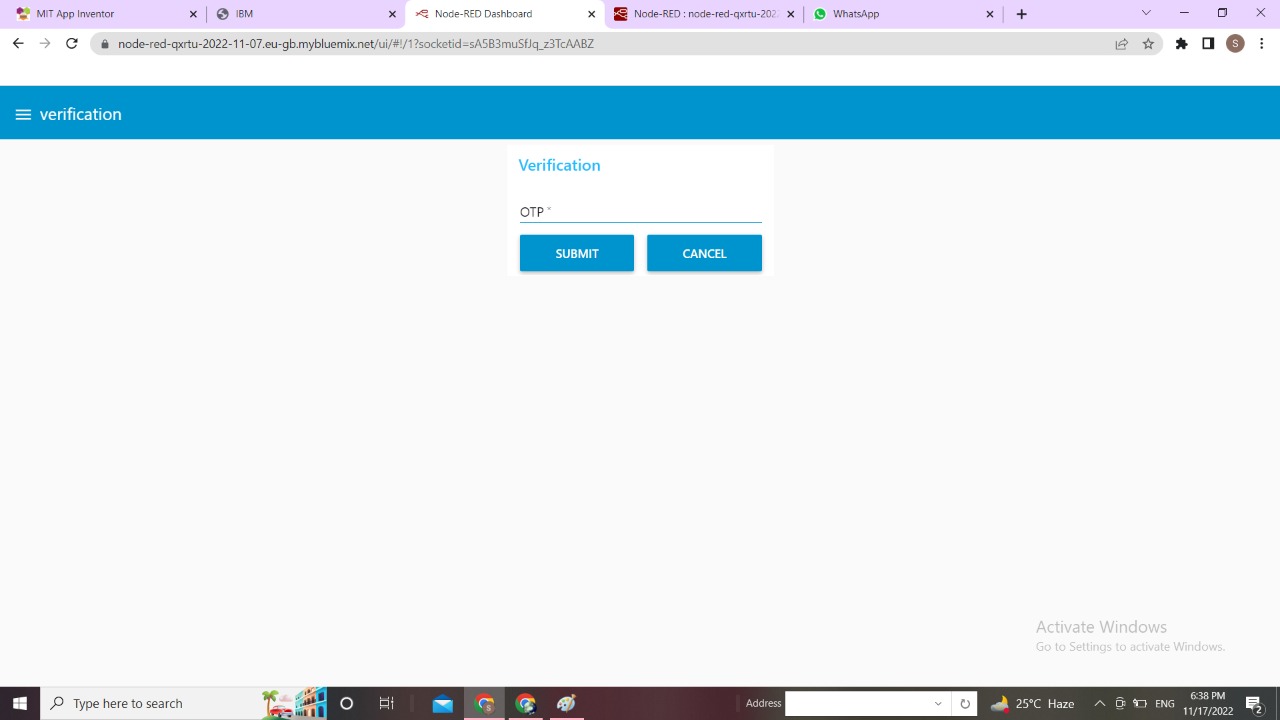 MIT App Inventor
IBM
Node-RED Dashboard
Node-RED : node-red-qxrtu-202
WhatsApp
node-red-qxrtu-2022-11-07.eu-gb.mybluemix.net/ui/#!/1?socketid=sA5B3muSfJq_z3TcAABZ
S
verification
Verification
OTP *
SUBMIT
CANCEL
Activate Windows
Go to Settings to activate Windows.
Type here to search
Address
25°C Haze
ENG
6:38 PM
11/17/2022
2